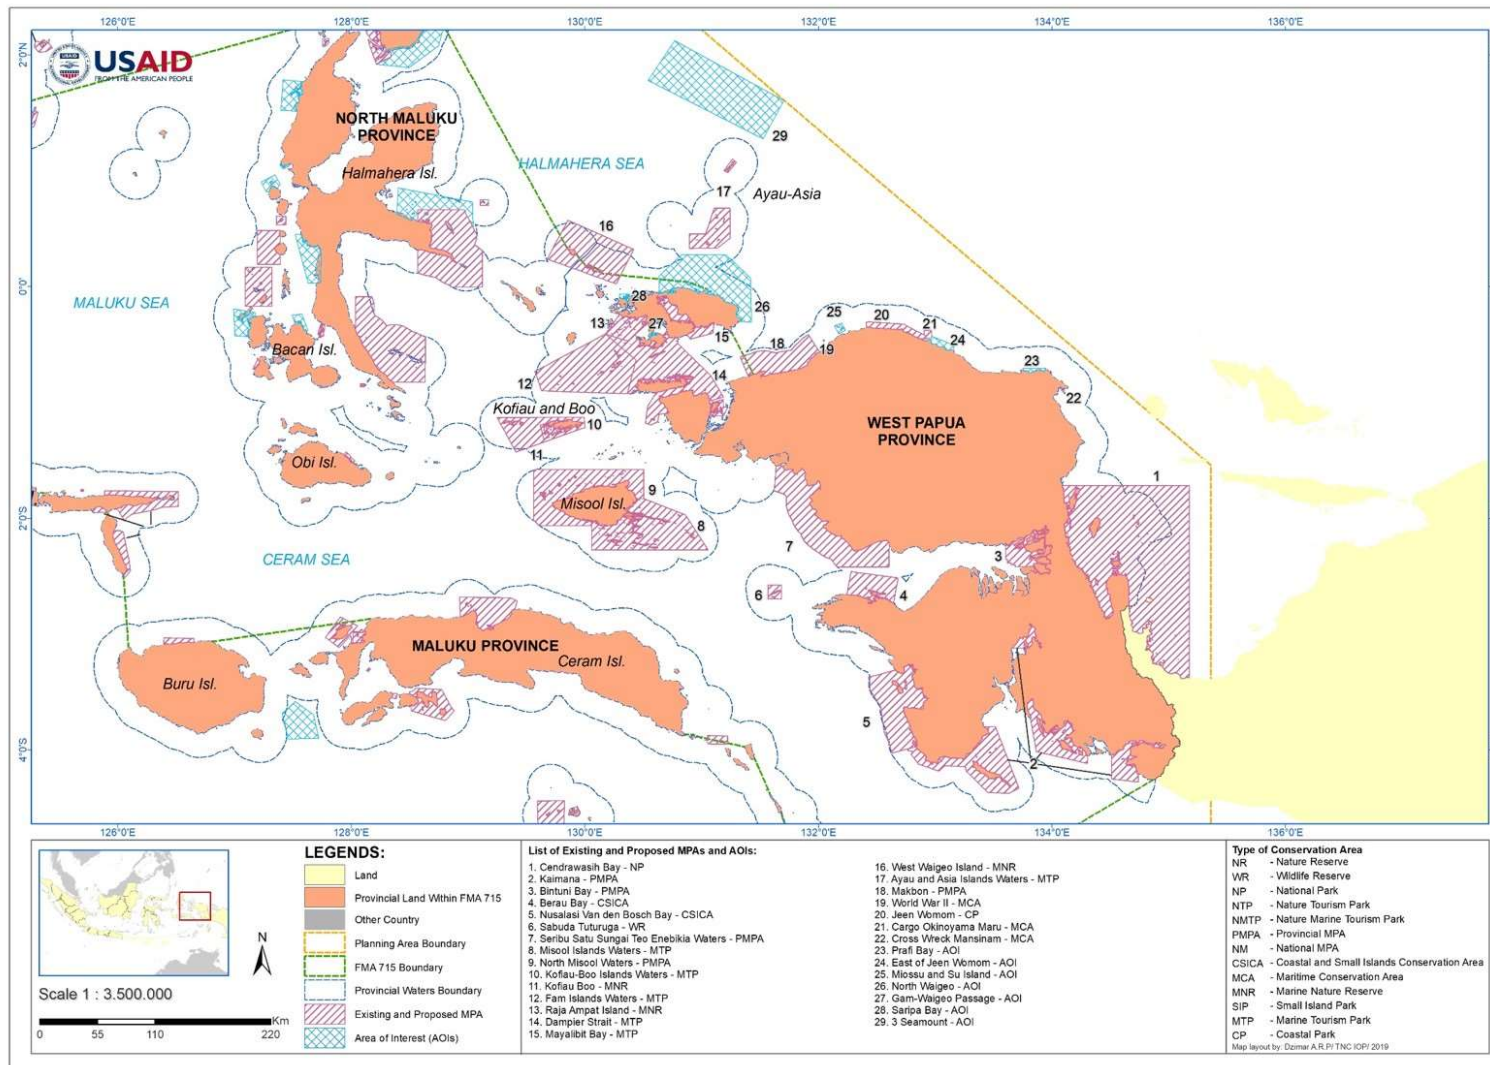 126°0'E 128°0'E 130°0'E 132°0'E 134°0'E 136°0'E
2°0'N
USAID
FROM THE AMERICAN PEOPLE
NORTH MALUKU
PROVINCE
Halmahera Isl.
HALMAHERA SEA
29
17
Ayau-Asia
16
0°0'
MALUKU SEA
28
26
13
27
15
25
20
21
24
18
19
23
Bacan Isl.
12
14
22
Kofiau and Boo
10
WEST PAPUA
PROVINCE
11
Obi Isl.
1
9
Misool Isl.
2°0'S
8
7
3
CERAM SEA
6
4
MALUKU PROVINCE
Ceram Isl.
Buru Isl.
5
4°0'S
2
126°0'E 128°0'E 130°0'E 132°0'E 134°0'E 136°0'E
N
Scale 1 : 3.500.000
Km
0 55 110 220
LEGENDS:
Land
Provincial Land Within FMA 715
Other Country
Planning Area Boundary
FMA 715 Boundary
Provincial Waters Boundary
Existing and Proposed MPA
Area of Interest (AOIs)
List of Existing and Proposed MPAs and AOIs:
1. Cendrawasih Bay - NP
2. Kaimana - PMPA
3. Bintuni Bay - PMPA
4. Berau Bay - CSICA
5. Nusalasi Van den Bosch Bay - CSICA
6. Sabuda Tuturuga - WR
7. Seribu Satu Sungai Teo Enebikia Waters - PMPA
8. Misool Islands Waters - MTP
9. North Misool Waters - PMPA
10. Kofiau-Boo Islands Waters - MTP
11. Kofiau Boo - MNR
12. Fam Islands Waters - MTP
13. Raja Ampat Island - MNR
14. Dampier Strait - MTP
15. Mayalibit Bay - MTP
16. West Waigeo Island - MNR
17. Ayau and Asia Islands Waters - MTP
18. Makbon - PMPA
19. World War II - MCA
20. Jeen Womom - CP
21. Cargo Okinoyama Maru - MCA
22. Cross Wreck Mansinam - MCA
23. Prafi Bay - AOI
24. East of Jeen Womom - AOI
25. Miossu and Su Island - AOI
26. North Waigeo - AOI
27. Gam-Waigeo Passage - AOI
28. Saripa Bay - AOI
29. 3 Seamount - AOI
Type of Conservation Area
NR - Nature Reserve
WR - Wildlife Reserve
NP - National Park
NTP - Nature Tourism Park
NMTP - Nature Marine Tourism Park
PMPA - Provincial MPA
NM - National MPA
CSICA - Coastal and Small Islands Conservation Area
MCA - Maritime Conservation Area
MNR - Marine Nature Reserve
SIP - Small Island Park
MTP - Marine Tourism Park
CP - Coastal Park
Map layout by: Dzimar A.R.P/ TNC IOP/ 2019